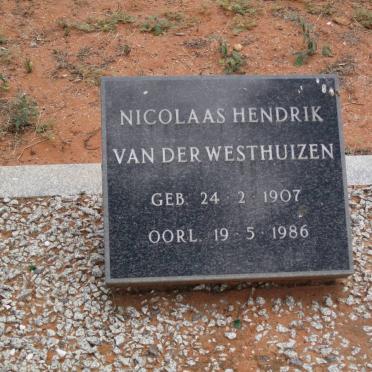 NICOLAAS HENDRIK
VAN DER WESTHUIZEN
GEB. 24 · 2 · 1907
OORL. 19 · 5 · 1986